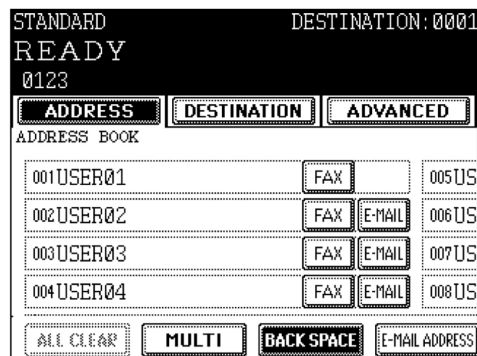 STANDARD DESTINATION:0001
READY
0123
ADDRESS DESTINATION ADVANCED
ADDRESS BOOK
001USER01 FAX 005US
002USER02 FAX E-MAIL 006US
003USER03 FAX E-MAIL 007US
004USER04 FAX E-MAIL 008US
ALL CLEAR MULTI BACK SPACE E-MAIL ADDRESS